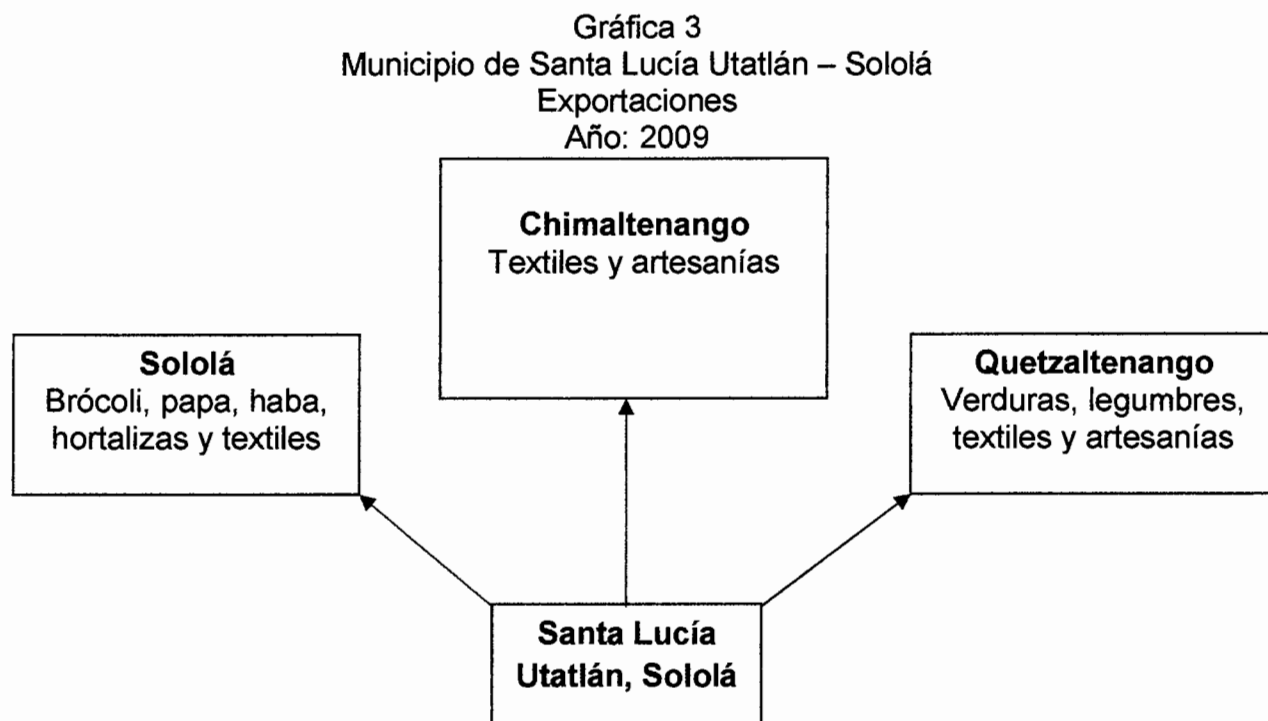 Gráfica 3
Municipio de Santa Lucía Utatlán – Sololá
Exportaciones
Año: 2009
Chimaltenango
Textiles y artesanías
Sololá
Brócoli, papa, haba,
hortalizas y textiles
Quetzaltenango
Verduras, legumbres,
textiles y artesanías
Santa Lucía
Utatlán, Sololá